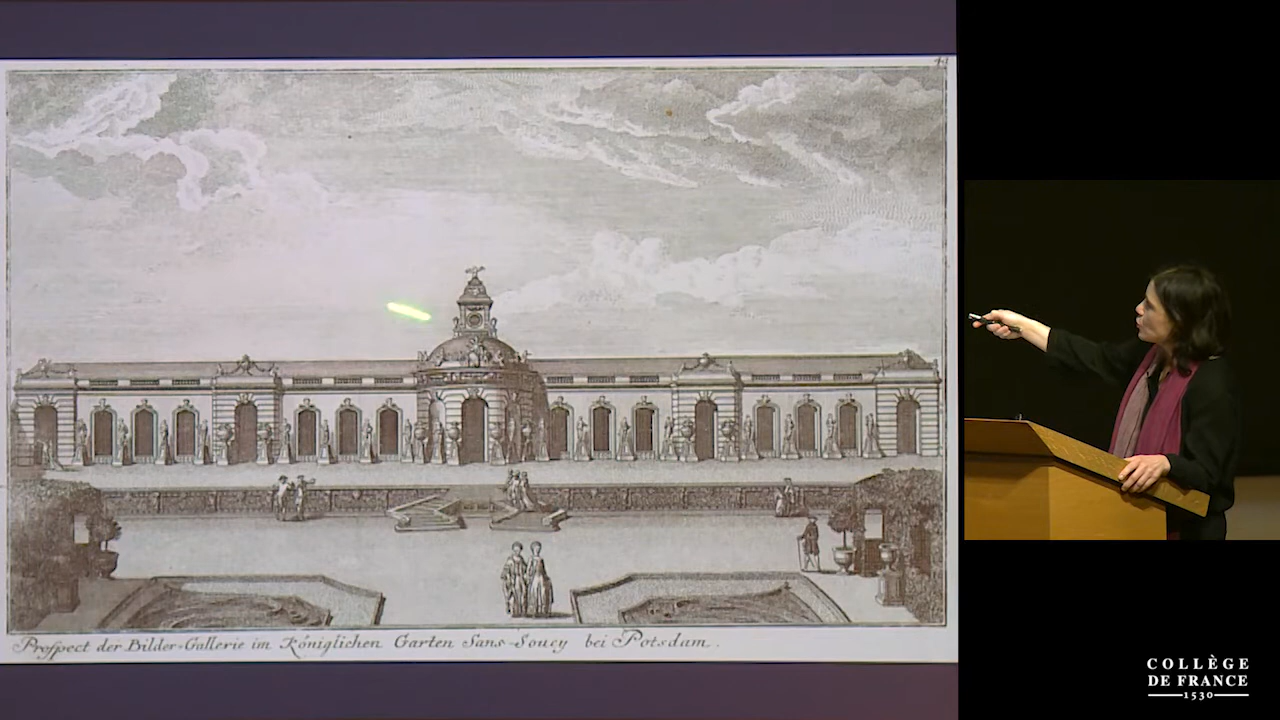 Prospect der Bilder-Gallerie im Königlichen Garten Sans-Soucy bei Potsdam.
COLLÈGE
DE FRANCE
1530